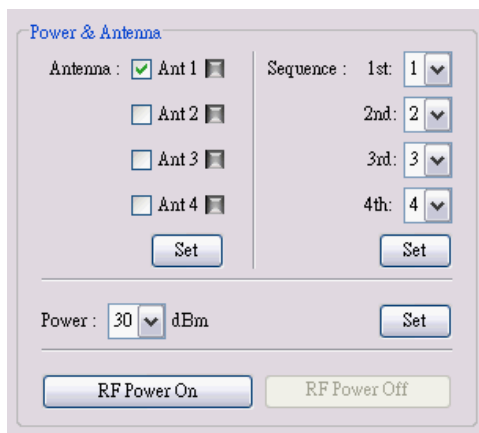 Power & Antenna
Antenna : Ant 1 Sequence : 1st: 1
Ant 2 2nd: 2
Ant 3 3rd: 3
Ant 4 4th: 4
Set Set
Power : 30 dBm Set
RF Power On RF Power Off